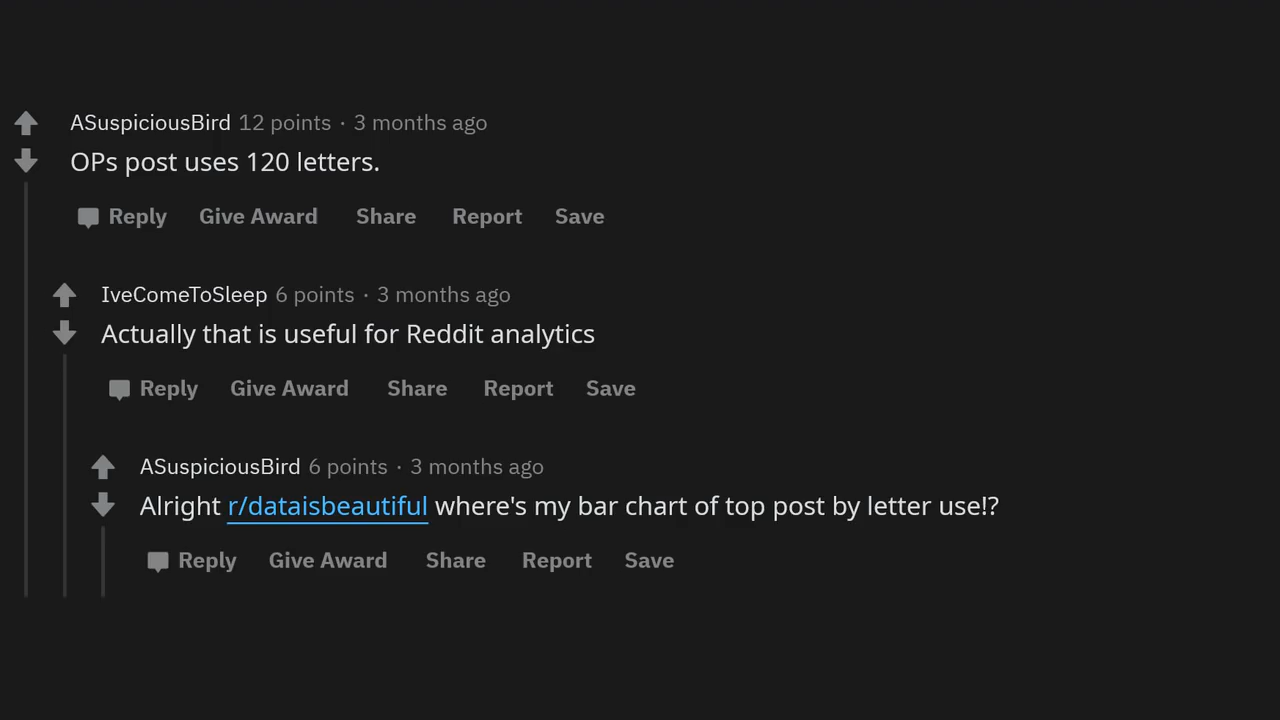 ASuspiciousBird 12 points · 3 months ago
OPs post uses 120 letters.
Reply Give Award Share Report Save
IveComeToSleep 6 points · 3 months ago
Actually that is useful for Reddit analytics
Reply Give Award Share Report Save
ASuspiciousBird 6 points · 3 months ago
Alright r/dataisbeautiful where's my bar chart of top post by letter use!?
Reply Give Award Share Report Save